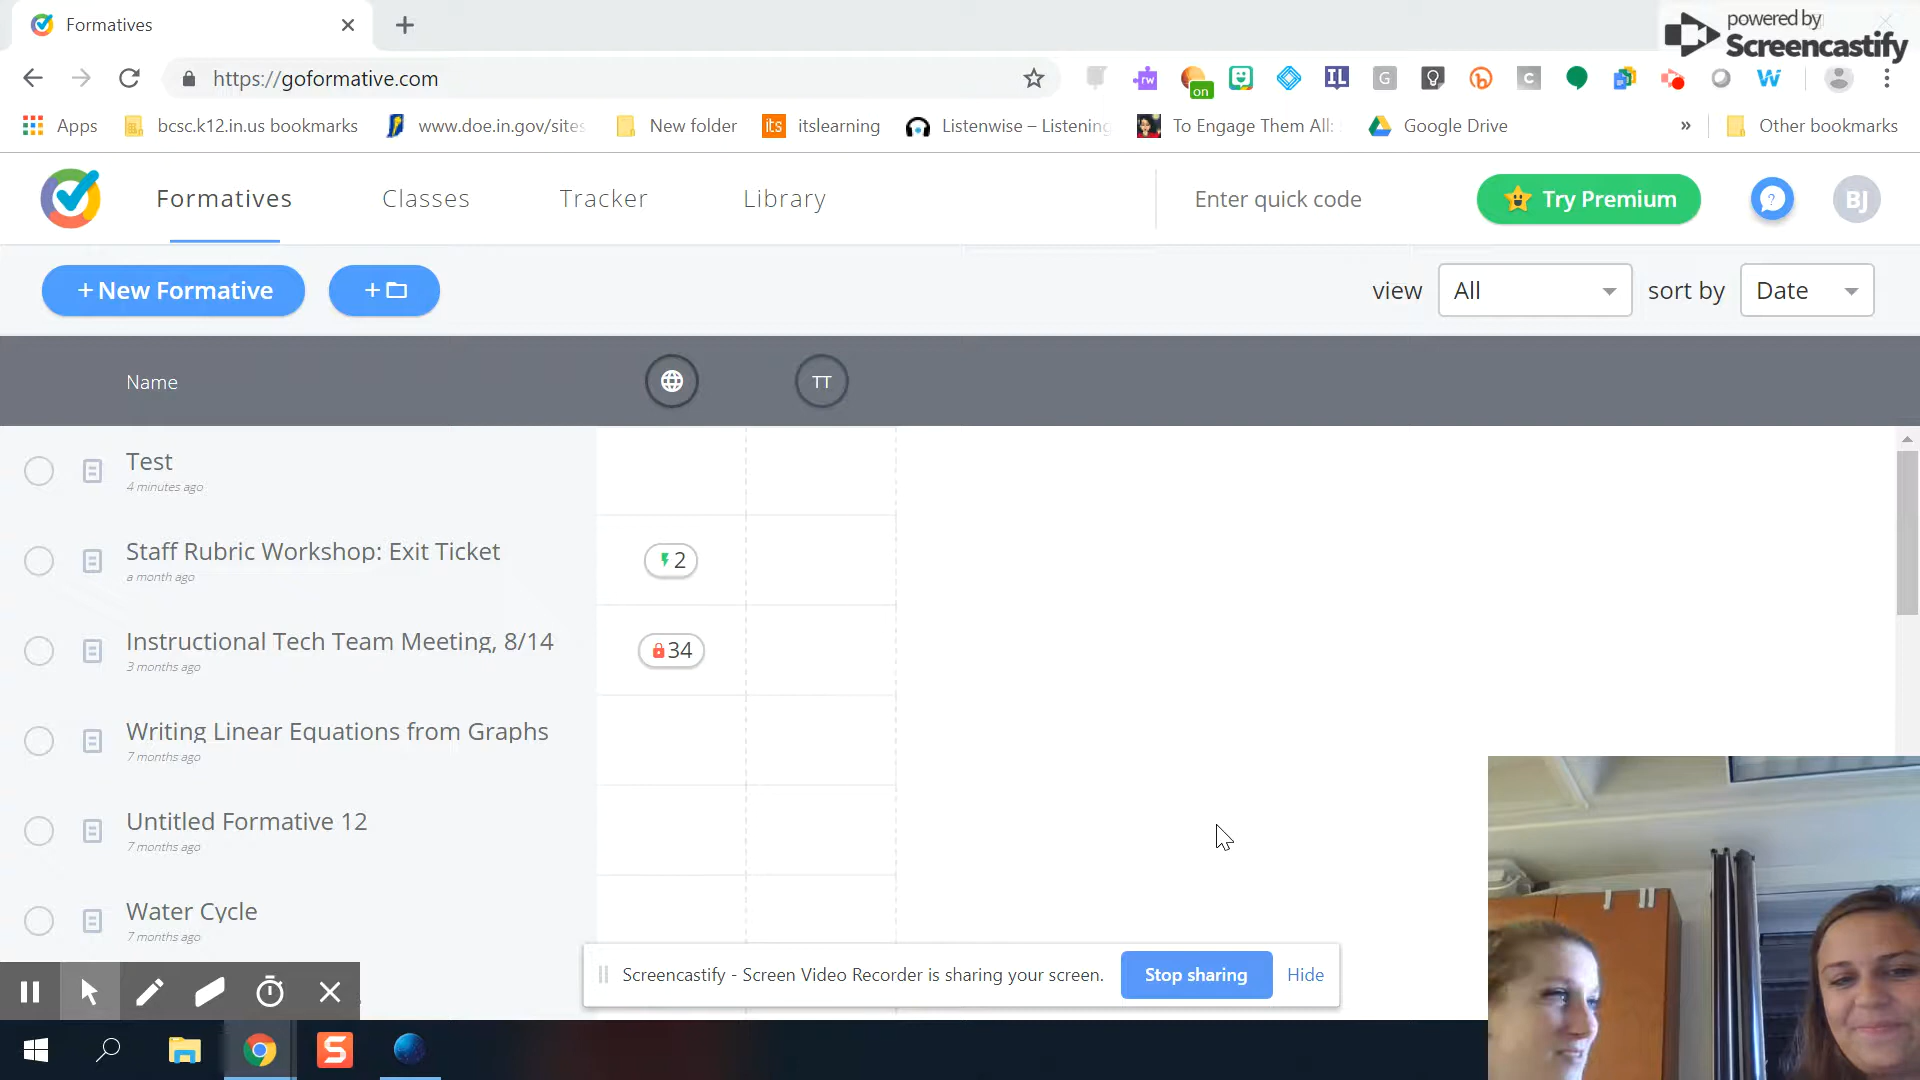 Formatives
powered by
Screencastify
https://goformative.com
on
rw
IL
G
C
W
Apps
bcsc.k12.in.us bookmarks
www.doe.in.gov/sites
New folder
its
itslearning
Listenwise – Listening
To Engage Them All:
Google Drive
»
Other bookmarks
Formatives
Classes
Tracker
Library
Enter quick code
Try Premium
?
BJ
+ New Formative
+
view
All
sort by
Date
Name
TT
Test
4 minutes ago
Staff Rubric Workshop: Exit Ticket
a month ago
2
Instructional Tech Team Meeting, 8/14
3 months ago
34
Writing Linear Equations from Graphs
7 months ago
Untitled Formative 12
7 months ago
Water Cycle
7 months ago
Screencastify - Screen Video Recorder is sharing your screen.
Stop sharing
Hide
S